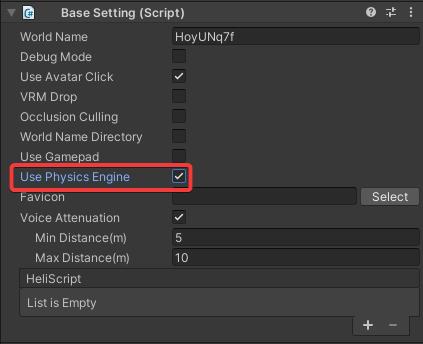 Base Setting (Script)
World Name HoyUNq7f
Debug Mode
Use Avatar Click
VRM Drop
Occlusion Culling
World Name Directory
Use Gamepad
Use Physics Engine
Favicon Select
Voice Attenuation
Min Distance(m) 5
Max Distance(m) 10
HeliScript
List is Empty
+ −